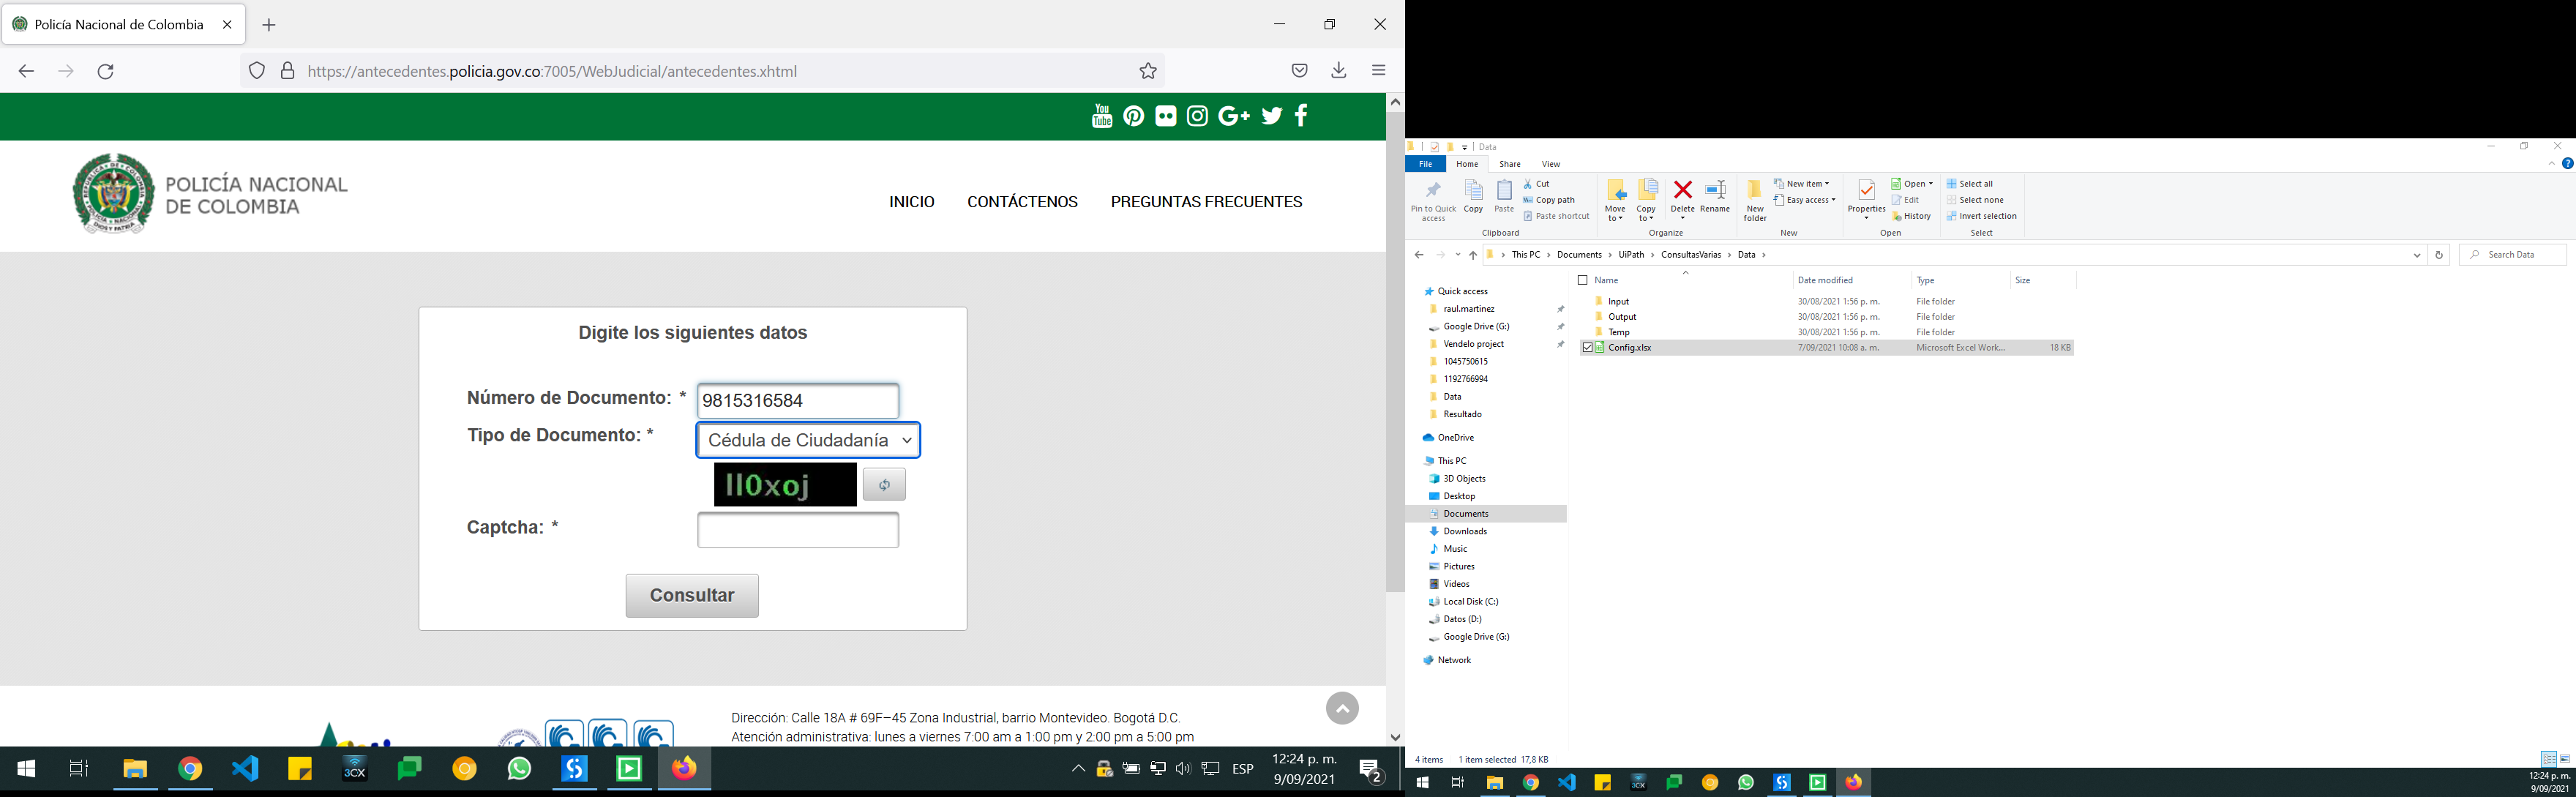 Policía Nacional de Colombia
https://antecedentes.policia.gov.co:7005/WebJudicial/antecedentes.xhtml
You Tube G+
POLICÍA NACIONAL
DE COLOMBIA
INICIO CONTÁCTENOS PREGUNTAS FRECUENTES
Digite los siguientes datos
Número de Documento: * 9815316584
Tipo de Documento: * Cédula de Ciudadanía
Captcha: *
Consultar
Dirección: Calle 18A # 69F–45 Zona Industrial, barrio Montevideo. Bogotá D.C.
Atención administrativa: lunes a viernes 7:00 am a 1:00 pm y 2:00 pm a 5:00 pm
3CX
ESP
12:24 p. m.
9/09/2021
2
Data
File Home Share View
Pin to Quick access
Copy
Paste
Cut
Copy path
Paste shortcut
Clipboard
Move to
Copy to
Delete
Rename
Organize
New folder
New item
Easy access
New
Properties
Open
Edit
History
Open
Select all
Select none
Invert selection
Select
This PC > Documents > UiPath > ConsultasVarias > Data >
Search Data
Quick access
raul.martinez
Google Drive (G:)
Vendelo project
1045750615
1192766994
Data
Resultado
OneDrive
This PC
3D Objects
Desktop
Documents
Downloads
Music
Pictures
Videos
Local Disk (C:)
Datos (D:)
Google Drive (G:)
Network
Name Date modified Type Size
Input 30/08/2021 1:56 p. m. File folder
Output 30/08/2021 1:56 p. m. File folder
Temp 30/08/2021 1:56 p. m. File folder
Config.xlsx 7/09/2021 10:08 a. m. Microsoft Excel Work... 18 KB
4 items 1 item selected 17,8 KB
3CX
12:24 p. m.
9/09/2021